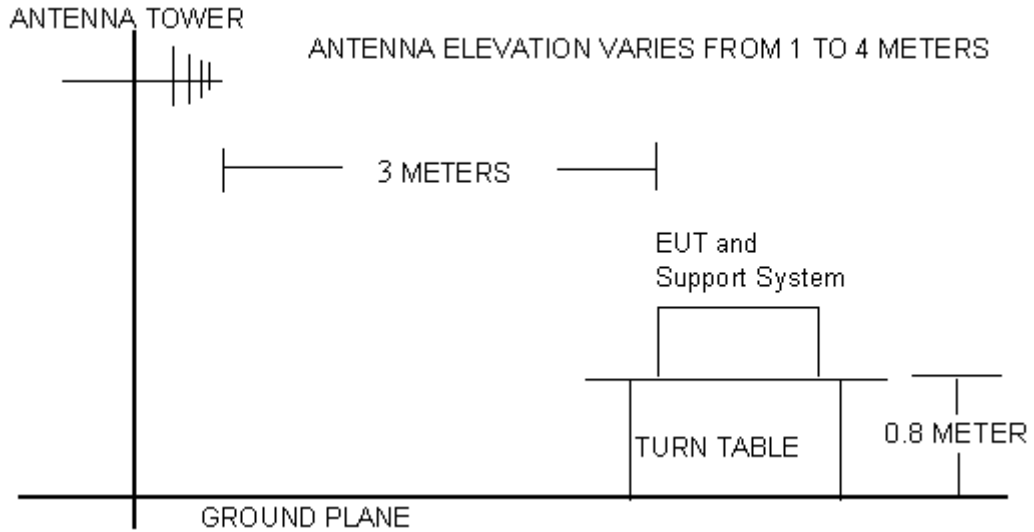 ANTENNA TOWER
ANTENNA ELEVATION VARIES FROM 1 TO 4 METERS
3 METERS
EUT and
Support System
TURN TABLE
0.8 METER
GROUND PLANE